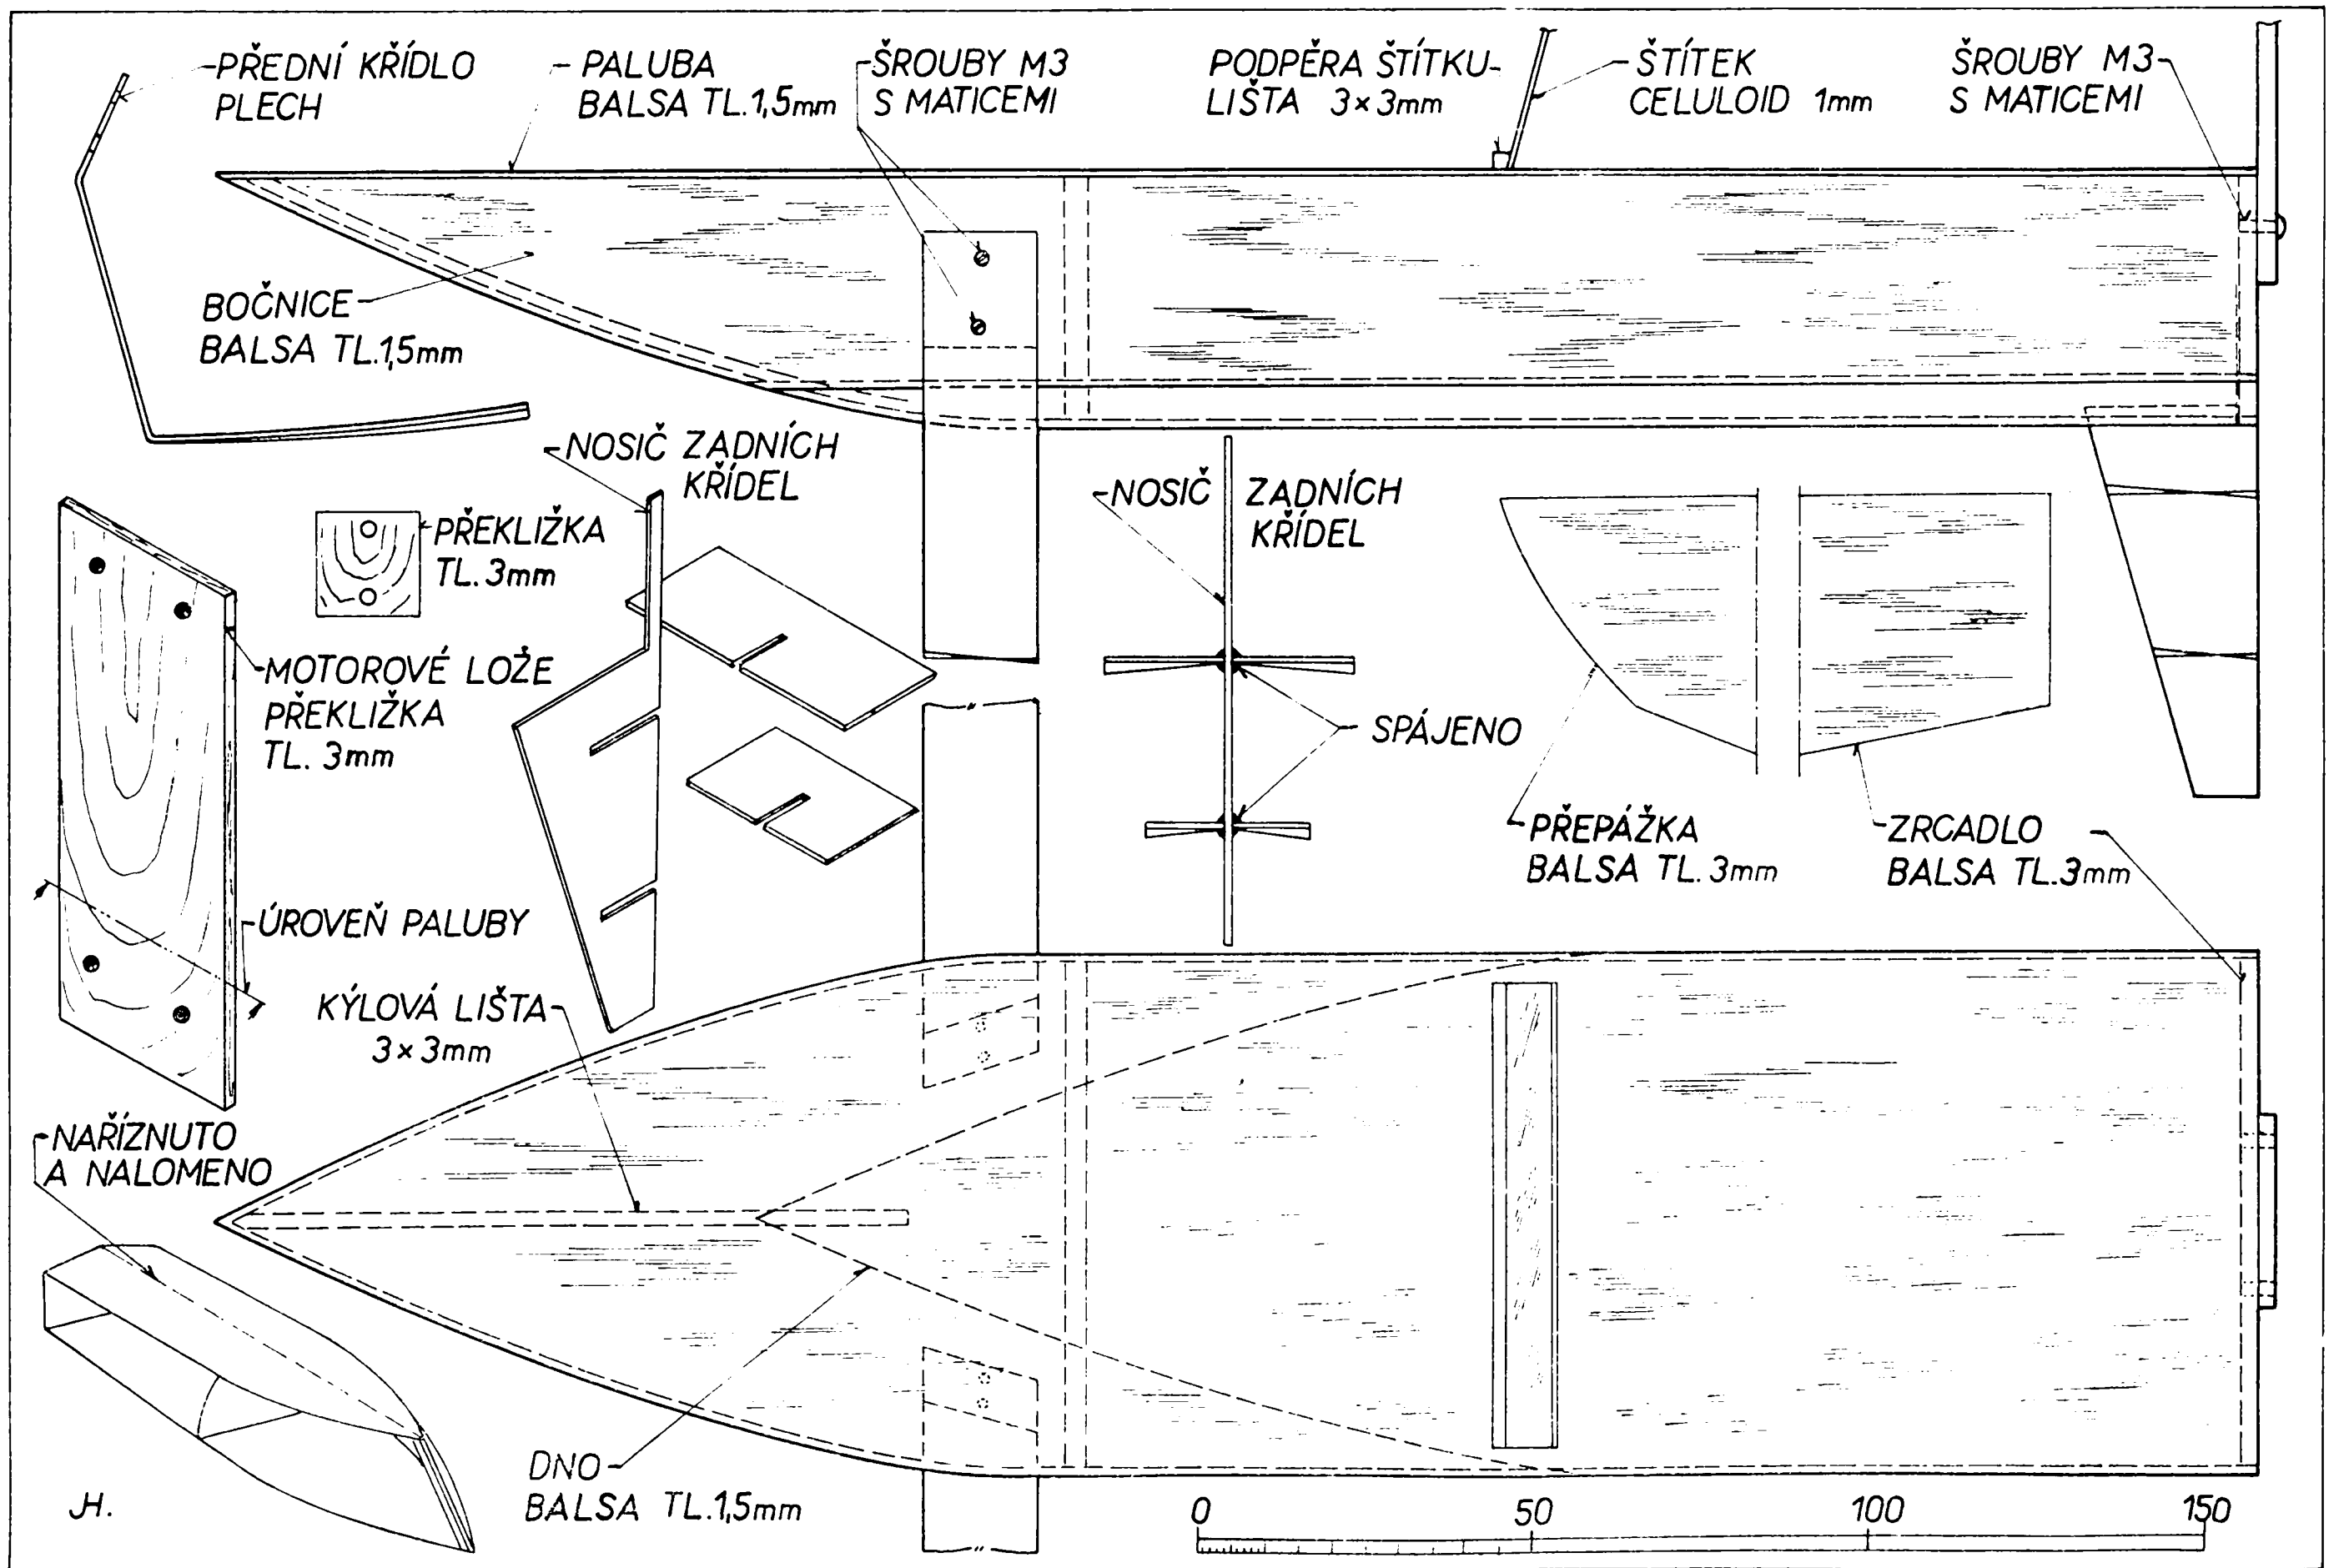 PŘEDNÍ KŘÍDLO
PLECH
PALUBA
BALSA TL.1,5mm
ŠROUBY M3
S MATICEMI
PODPĚRA ŠTÍTKU
LIŠTA 3×3mm
ŠTÍTEK
CELULOID 1mm
ŠROUBY M3
S MATICEMI
BOČNICE
BALSA TL.1,5mm
NOSIČ ZADNÍCH
KŘÍDEL
PŘEKLIŽKA
TL. 3mm
NOSIČ ZADNÍCH
KŘÍDEL
MOTOROVÉ LOŽE
PŘEKLIŽKA
TL. 3mm
SPÁJENO
PŘEPÁŽKA
BALSA TL. 3mm
ZRCADLO
BALSA TL.3mm
ÚROVEŇ PALUBY
KÝLOVÁ LIŠTA
3×3mm
NAŘÍZNUTO
A NALOMENO
DNO
BALSA TL.1,5mm
JH.
0 50 100 150